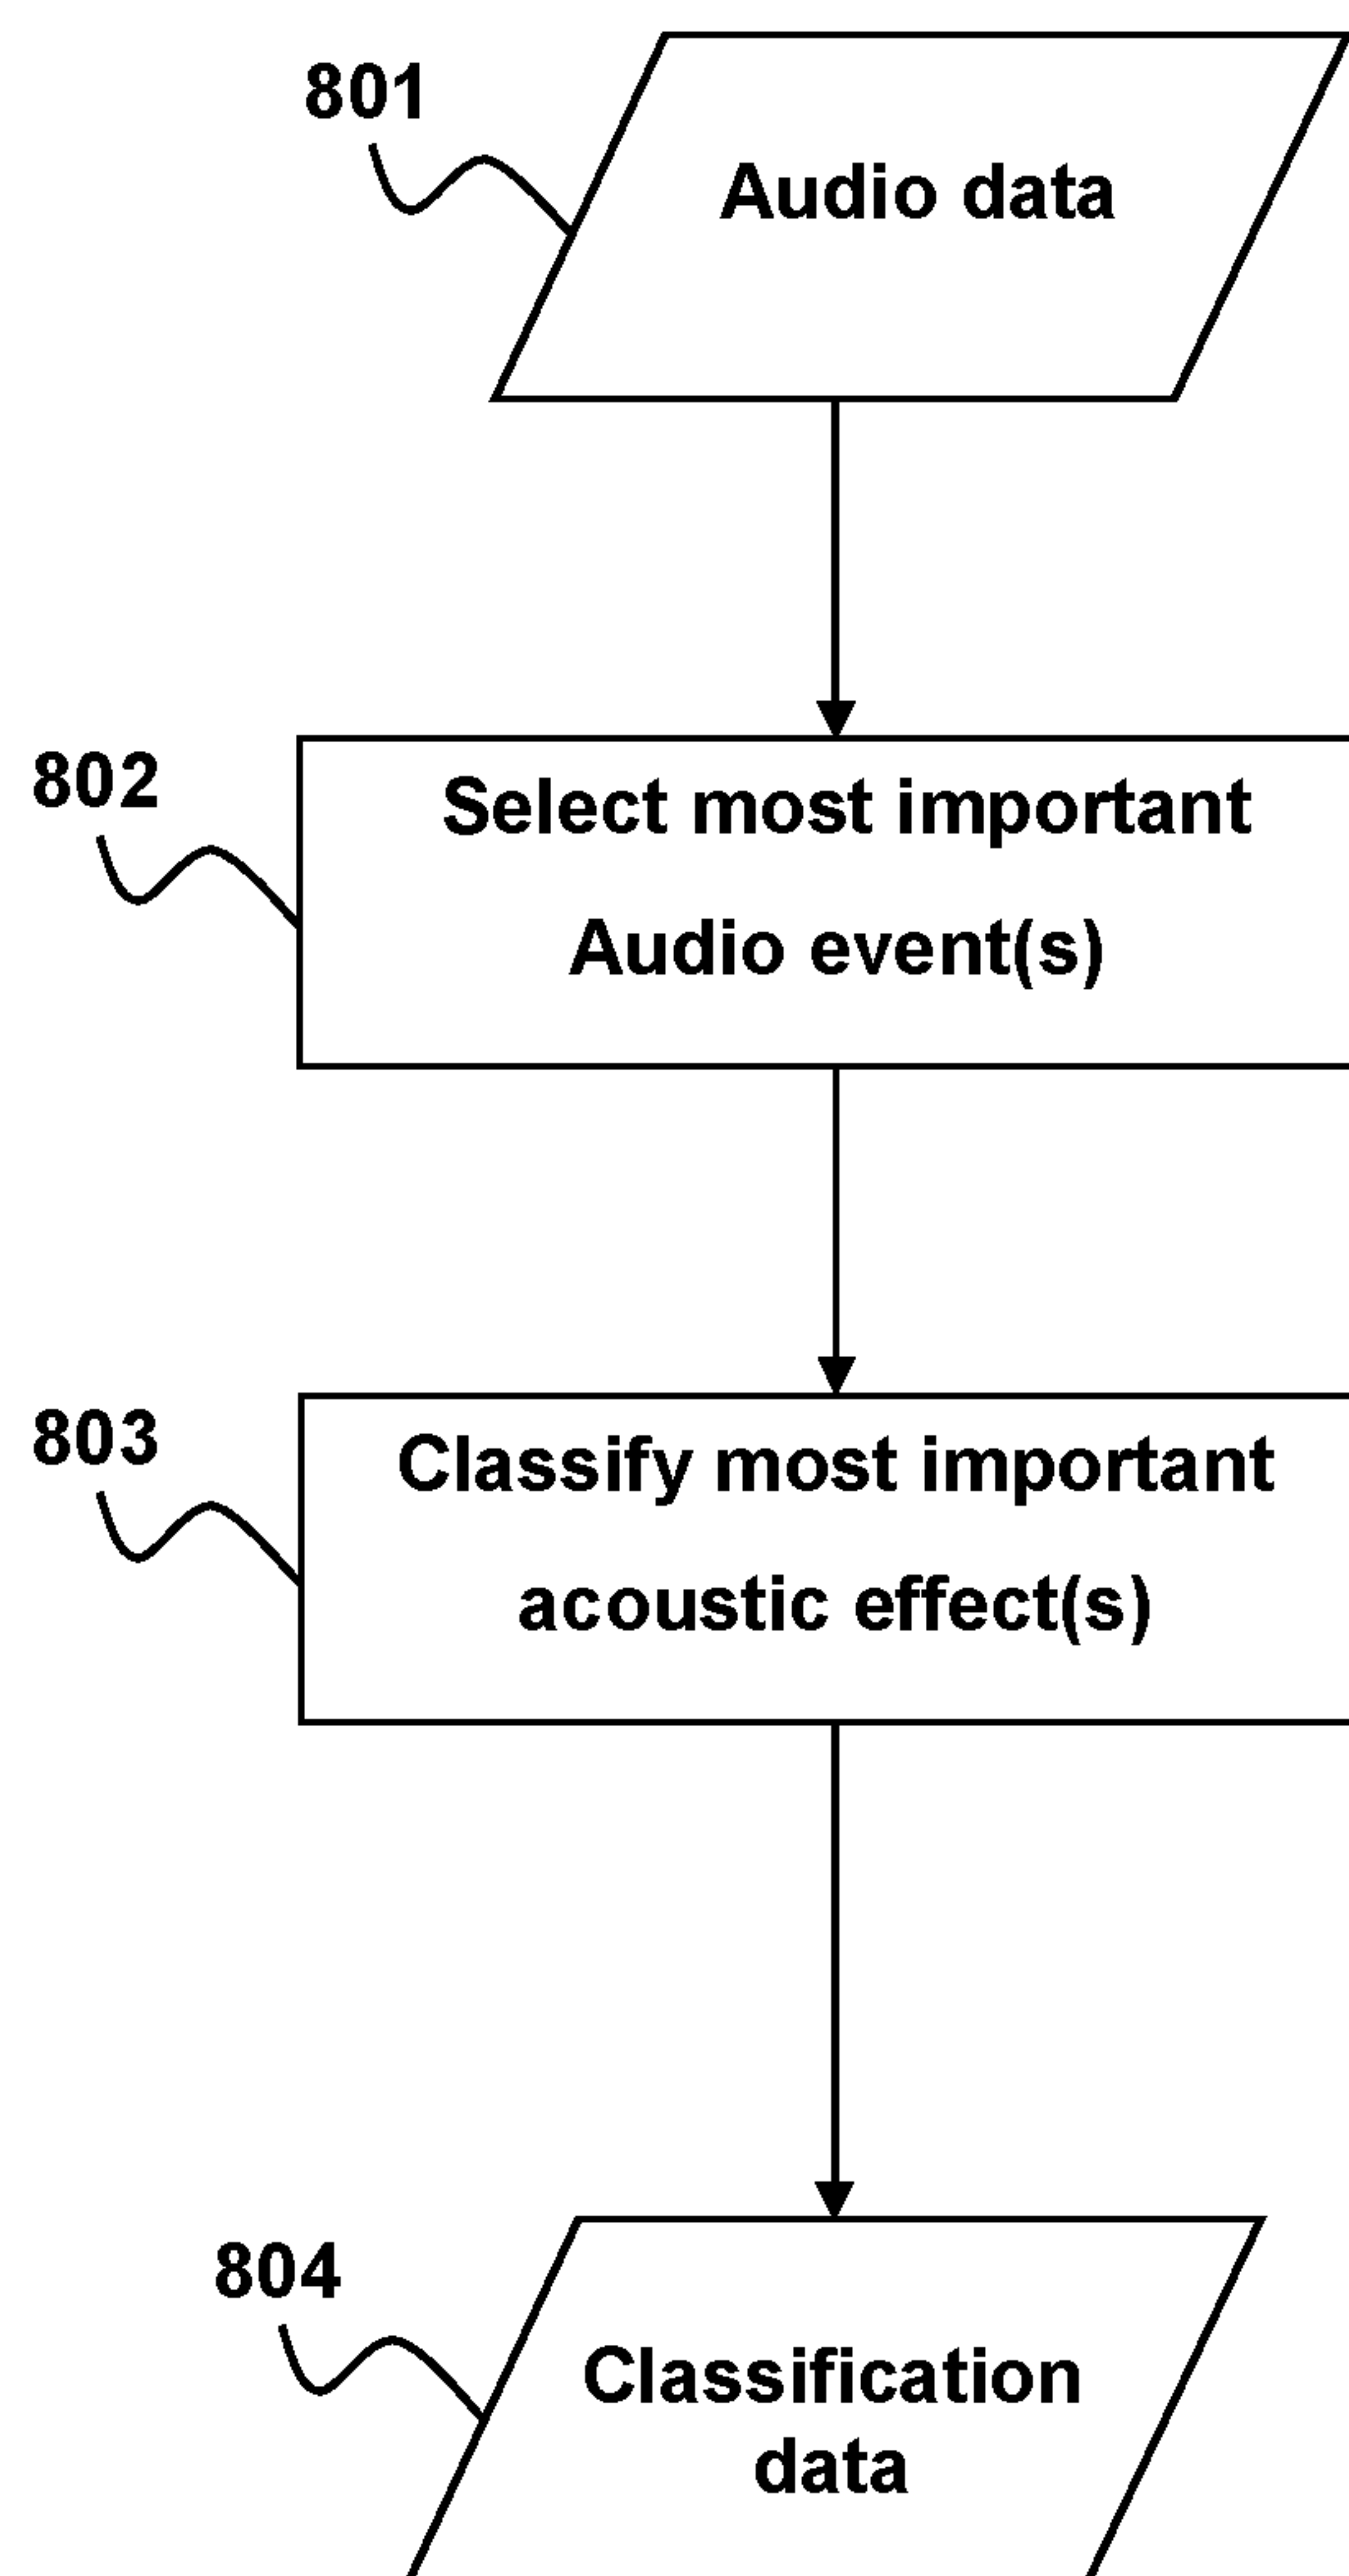 801
Audio data
802
Select most important
Audio event(s)
803
Classify most important
acoustic effect(s)
804
Classification
data